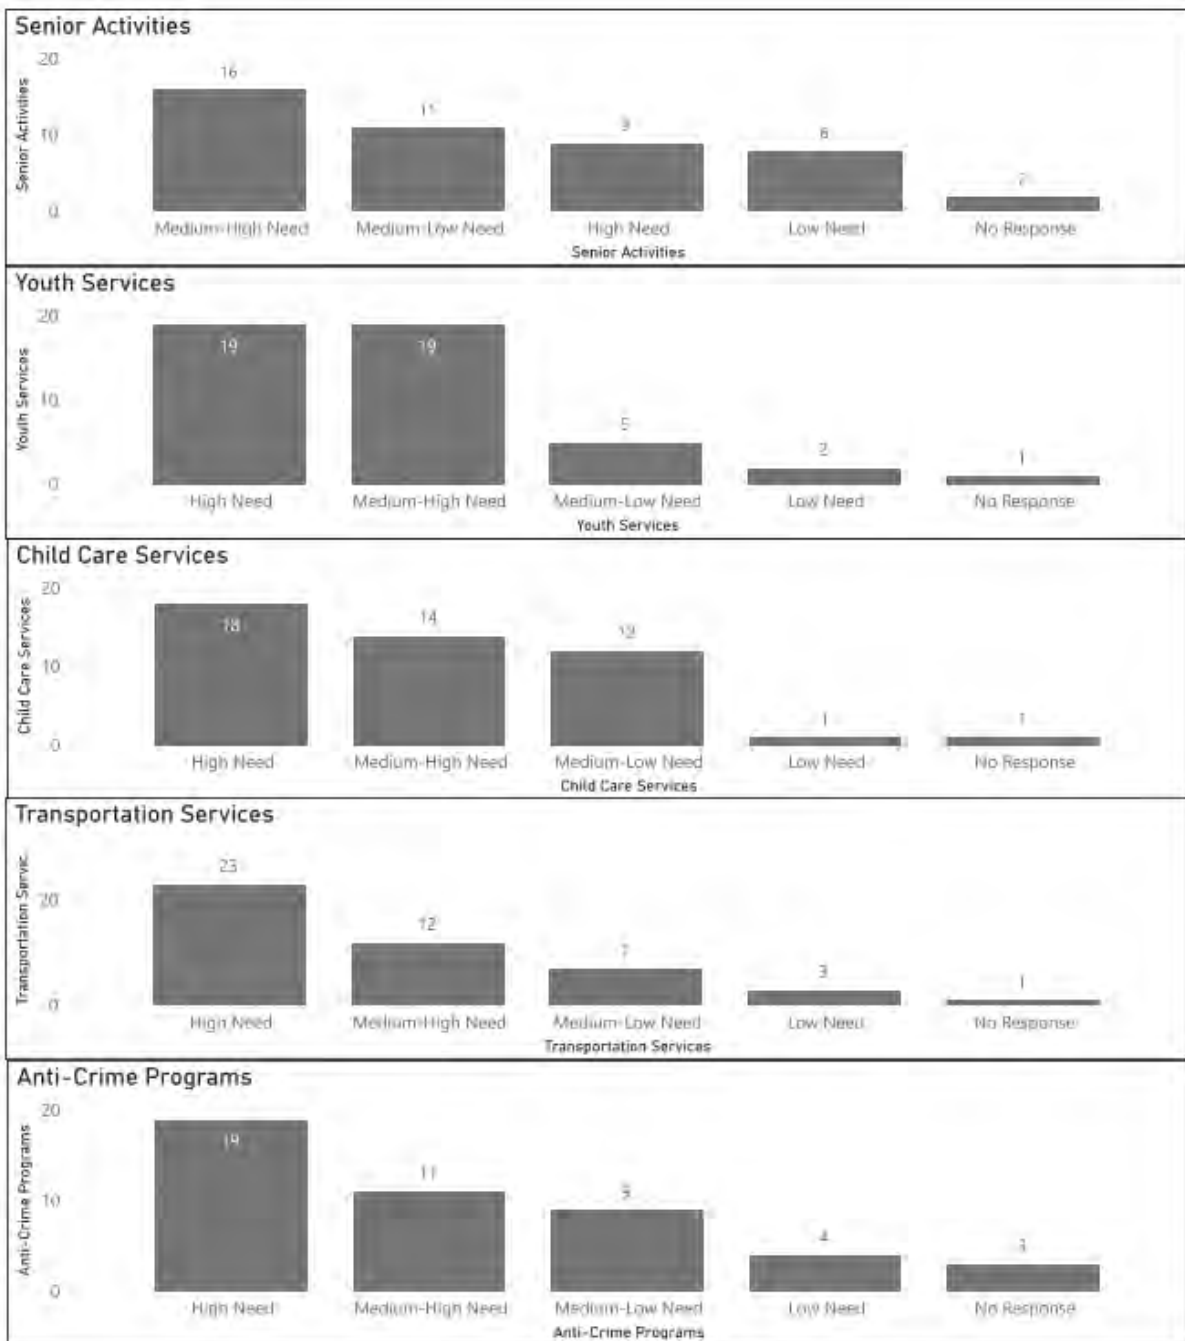 Senior Activities
Senior Activities
20
10
0
16
11
9
8
2
Medium-High Need
Medium-Low Need
High Need
Low Need
No Response
Senior Activities
Youth Services
Youth Services
20
10
0
19
19
5
2
1
High Need
Medium-High Need
Medium-Low Need
Low Need
No Response
Youth Services
Child Care Services
Child Care Services
20
10
0
18
14
12
1
1
High Need
Medium-High Need
Medium-Low Need
Low Need
No Response
Child Care Services
Transportation Services
Transportation Servic..
20
0
23
12
7
3
1
High Need
Medium-High Need
Medium-Low Need
Low Need
No Response
Transportation Services
Anti-Crime Programs
Anti-Crime Programs
20
10
0
19
11
9
4
3
High Need
Medium-High Need
Medium-Low Need
Low Need
No Response
Anti-Crime Programs